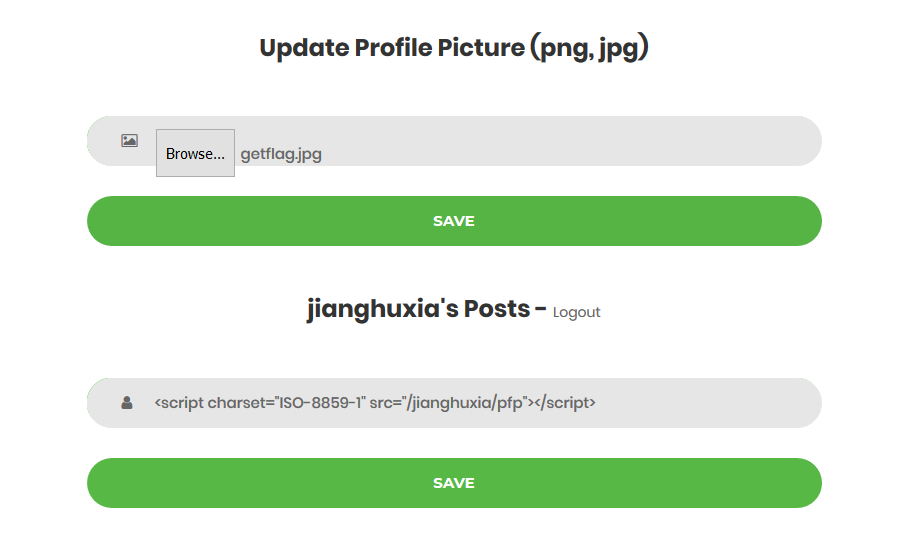 Update Profile Picture (png, jpg)
Browse... getflag.jpg
SAVE
jianghuxia's Posts - Logout
<script charset="ISO-8859-1" src="/jianghuxia/pfp"></script>
SAVE